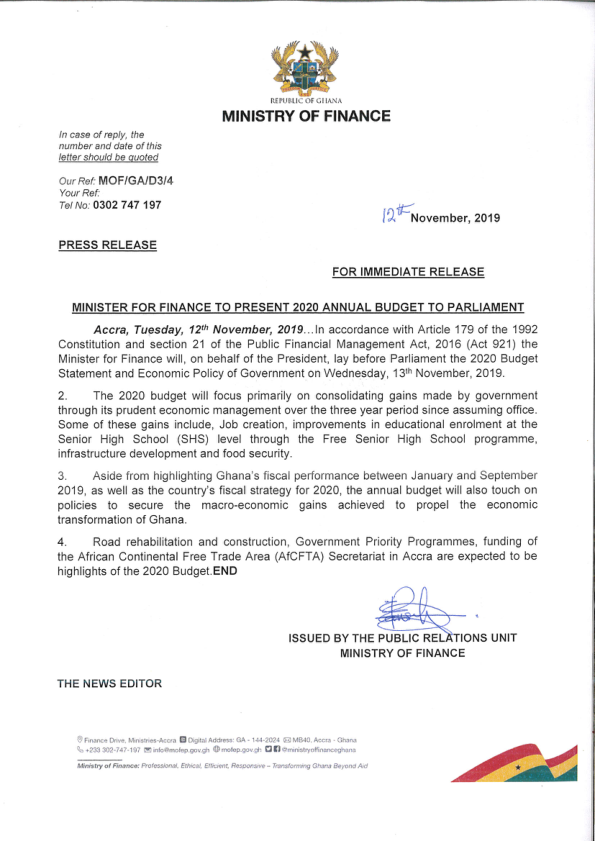 REPUBLIC OF GHANA
MINISTRY OF FINANCE
In case of reply, the
number and date of this
letter should be quoted
Our Ref: MOF/GA/D3/4
Your Ref:
Tel No: 0302 747 197
12th November, 2019
PRESS RELEASE
FOR IMMEDIATE RELEASE
MINISTER FOR FINANCE TO PRESENT 2020 ANNUAL BUDGET TO PARLIAMENT
Accra, Tuesday, 12th November, 2019…In accordance with Article 179 of the 1992
Constitution and section 21 of the Public Financial Management Act, 2016 (Act 921) the
Minister for Finance will, on behalf of the President, lay before Parliament the 2020 Budget
Statement and Economic Policy of Government on Wednesday, 13th November, 2019.
2. The 2020 budget will focus primarily on consolidating gains made by government
through its prudent economic management over the three year period since assuming office.
Some of these gains include, Job creation, improvements in educational enrolment at the
Senior High School (SHS) level through the Free Senior High School programme,
infrastructure development and food security.
3. Aside from highlighting Ghana's fiscal performance between January and September
2019, as well as the country's fiscal strategy for 2020, the annual budget will also touch on
policies to secure the macro-economic gains achieved to propel the economic
transformation of Ghana.
4. Road rehabilitation and construction, Government Priority Programmes, funding of
the African Continental Free Trade Area (AfCFTA) Secretariat in Accra are expected to be
highlights of the 2020 Budget.END
ISSUED BY THE PUBLIC RELATIONS UNIT
MINISTRY OF FINANCE
THE NEWS EDITOR
Finance Drive, Ministries-Accra Digital Address: GA - 144-2024 MB40, Accra - Ghana
+233 302-747-197 info@mofep.gov.gh mofep.gov.gh @ministryoffinanceghana
Ministry of Finance: Professional, Ethical, Efficient, Responsive – Transforming Ghana Beyond Aid